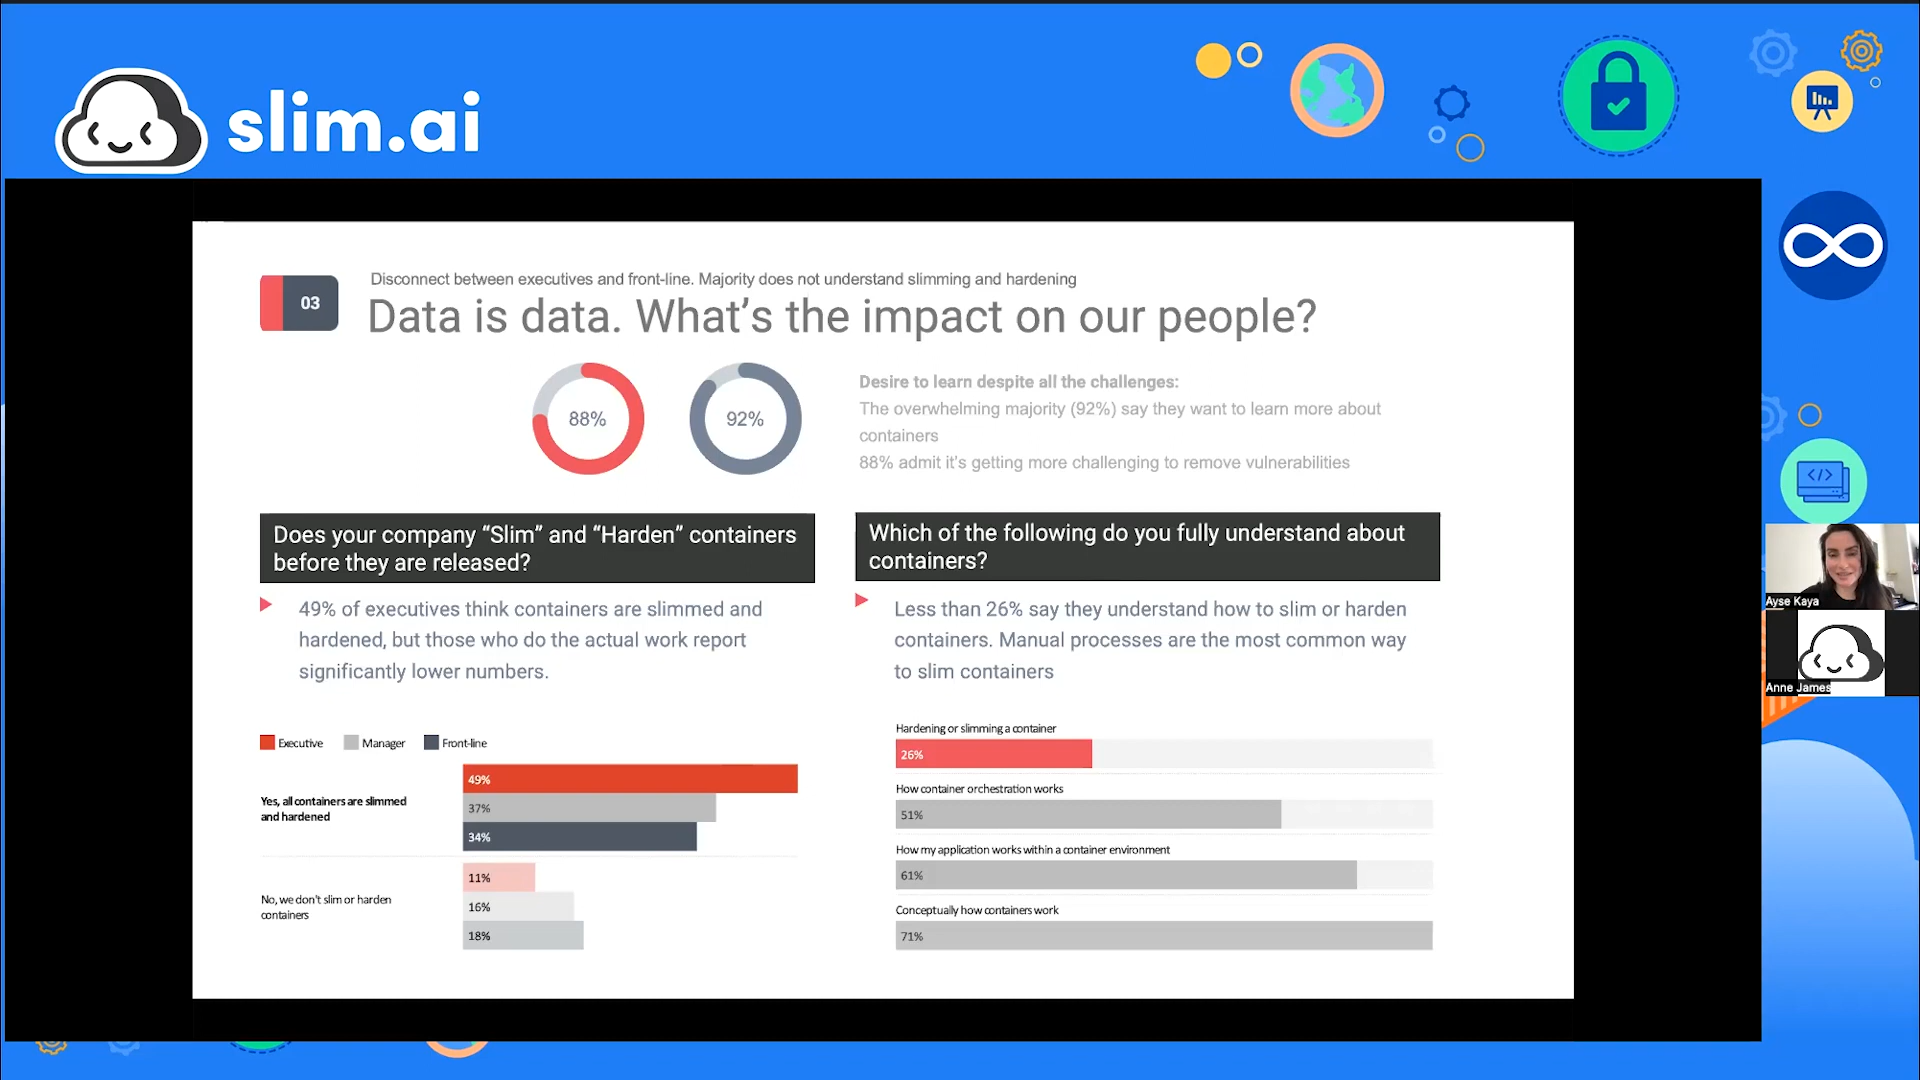 slim.ai
03
Disconnect between executives and front-line. Majority does not understand slimming and hardening
Data is data. What's the impact on our people?
88%
92%
Desire to learn despite all the challenges:
The overwhelming majority (92%) say they want to learn more about
containers
88% admit it's getting more challenging to remove vulnerabilities
Does your company “Slim” and “Harden” containers
before they are released?
49% of executives think containers are slimmed and
hardened, but those who do the actual work report
significantly lower numbers.
Executive
Manager
Front-line
Yes, all containers are slimmed
and hardened
49%
37%
34%
No, we don't slim or harden
containers
11%
16%
18%
Which of the following do you fully understand about
containers?
Less than 26% say they understand how to slim or harden
containers. Manual processes are the most common way
to slim containers
Hardening or slimming a container
26%
How container orchestration works
51%
How my application works within a container environment
61%
Conceptually how containers work
71%
</>
Ayse Kaya
Anne James